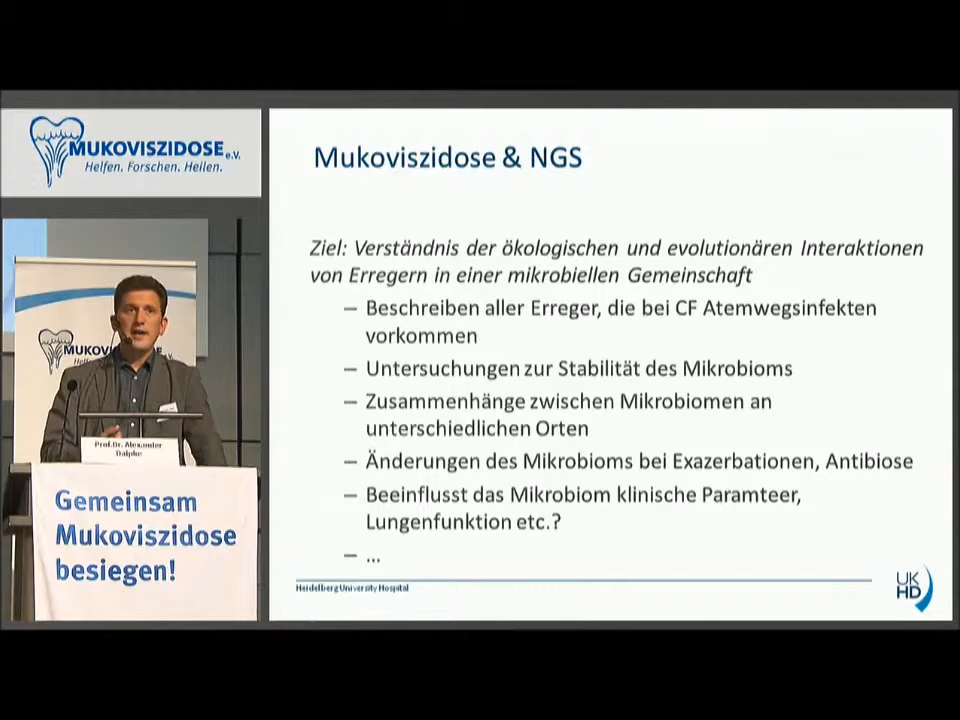 MUKOVISZIDOSE e.V.
Helfen. Forschen. Heilen.
MUKOV
E e.V.
Prof.Dr. Alexander
Dalpke
Gemeinsam
Mukoviszidose
besiegen!
Mukoviszidose & NGS
Ziel: Verständnis der ökologischen und evolutionären Interaktionen
von Erregern in einer mikrobiellen Gemeinschaft
– Beschreiben aller Erreger, die bei CF Atemwegsinfekten
vorkommen
– Untersuchungen zur Stabilität des Mikrobioms
– Zusammenhänge zwischen Mikrobiomen an
unterschiedlichen Orten
– Änderungen des Mikrobioms bei Exazerbationen, Antibiose
– Beeinflusst das Mikrobiom klinische Paramteer,
Lungenfunktion etc.?
– ...
Heidelberg University Hospital
UK
HD